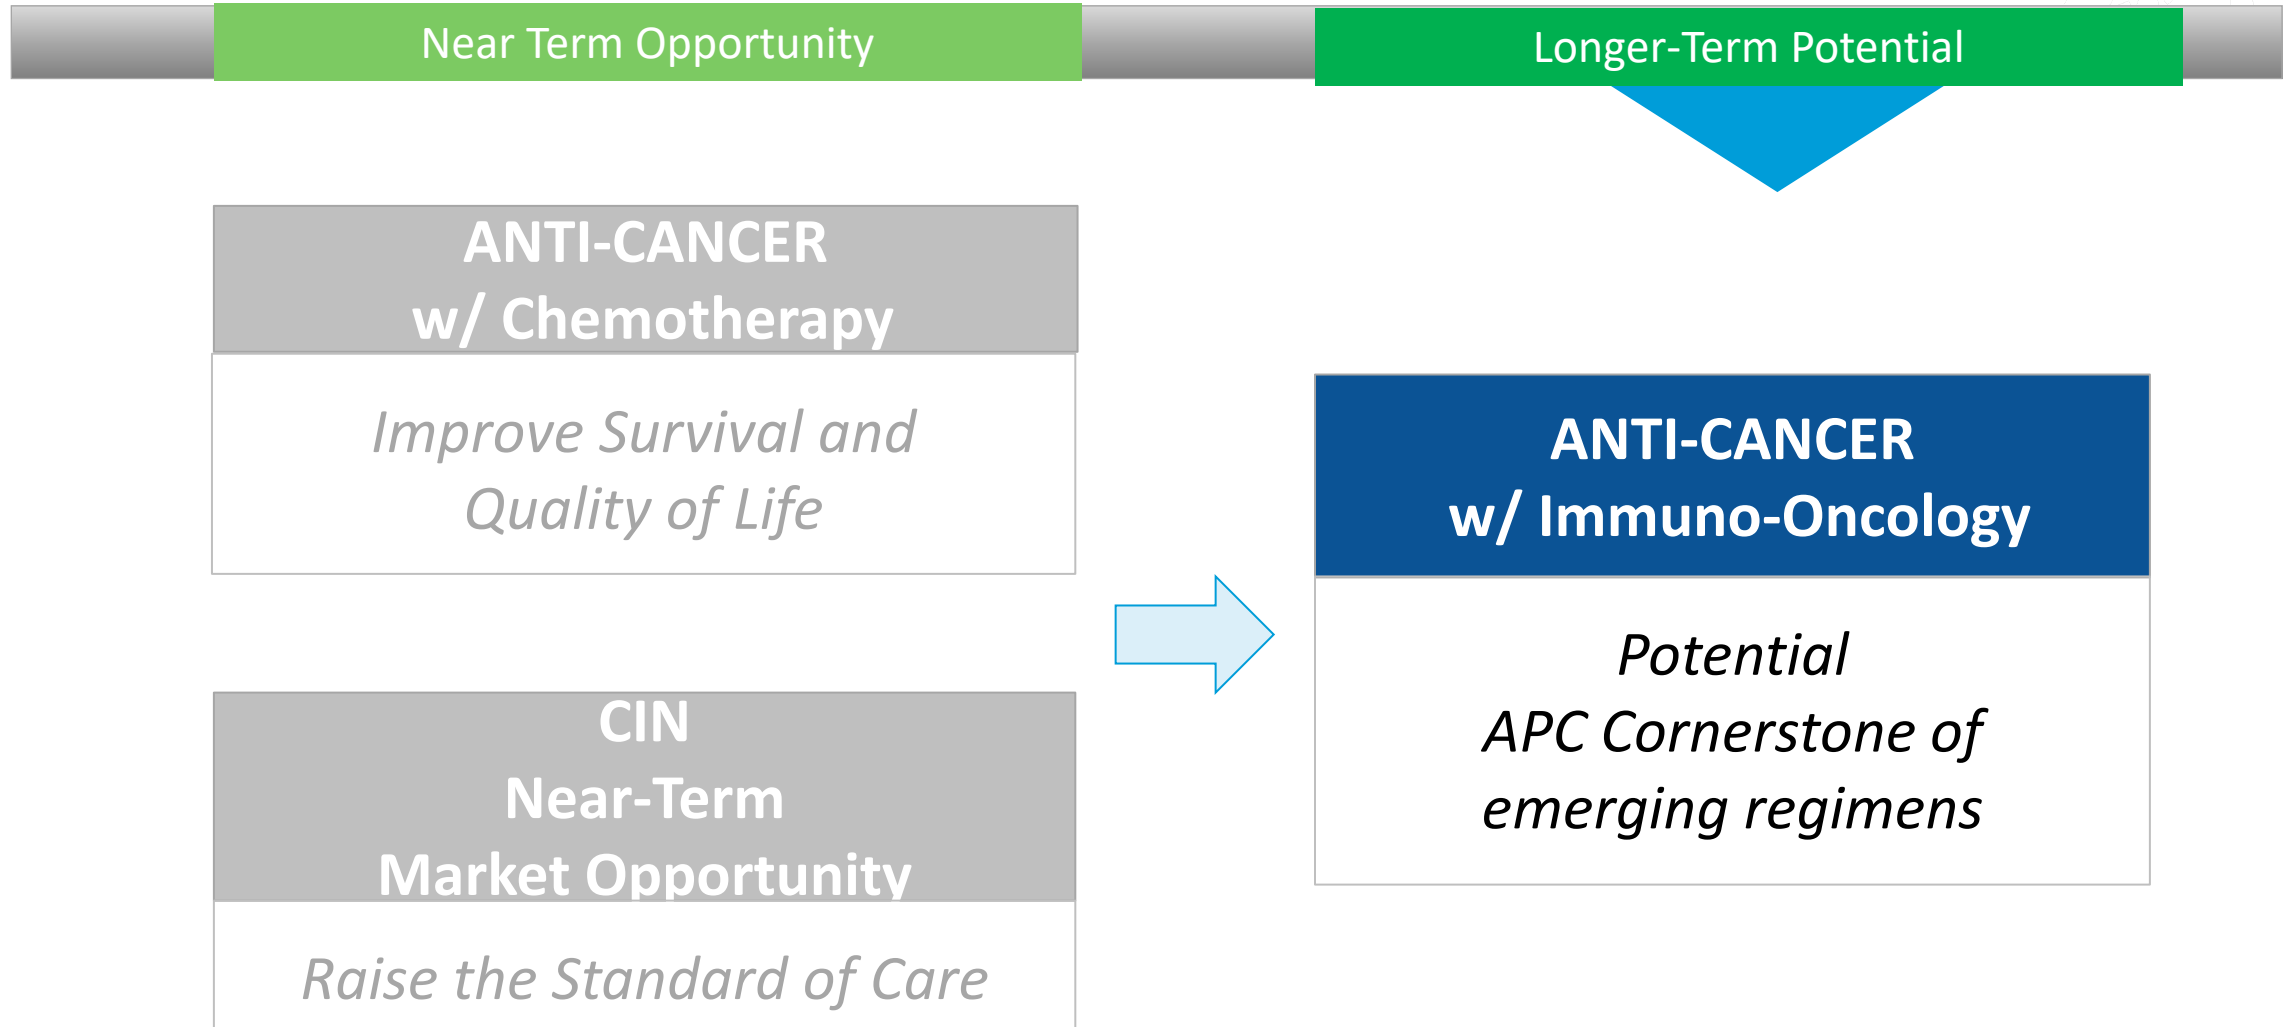 Near Term Opportunity
Longer-Term Potential
ANTI-CANCER
w/ Chemotherapy
Improve Survival and
Quality of Life
CIN
Near-Term
Market Opportunity
Raise the Standard of Care
ANTI-CANCER
w/ Immuno-Oncology
Potential
APC Cornerstone of
emerging regimens